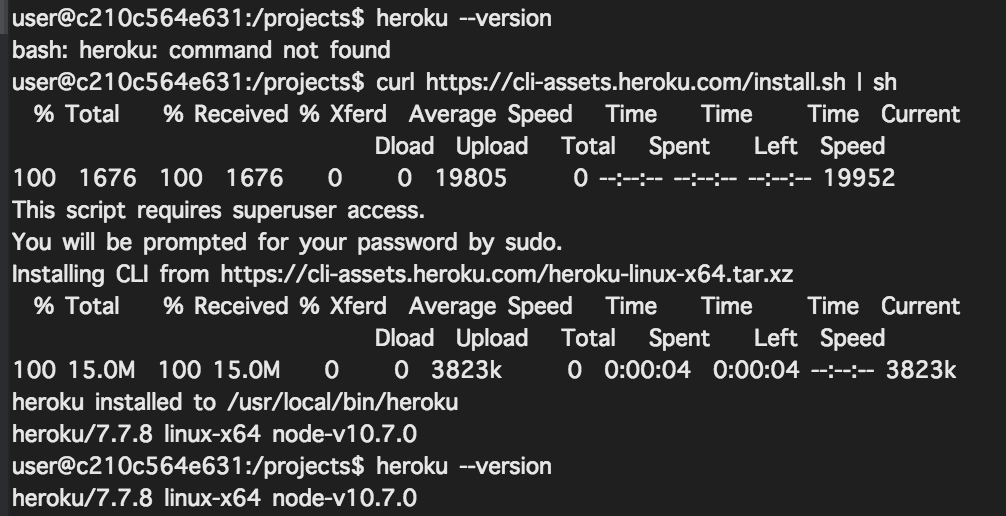 user@c210c564e631:/projects$ heroku --version
bash: heroku: command not found
user@c210c564e631:/projects$ curl https://cli-assets.heroku.com/install.sh | sh
% Total % Received % Xferd Average Speed Time Time Time Current
Dload Upload Total Spent Left Speed
100 1676 100 1676 0 0 19805 0 --:--:-- --:--:-- --:--:-- 19952
This script requires superuser access.
You will be prompted for your password by sudo.
Installing CLI from https://cli-assets.heroku.com/heroku-linux-x64.tar.xz
% Total % Received % Xferd Average Speed Time Time Time Current
Dload Upload Total Spent Left Speed
100 15.0M 100 15.0M 0 0 3823k 0 0:00:04 0:00:04 --:--:-- 3823k
heroku installed to /usr/local/bin/heroku
heroku/7.7.8 linux-x64 node-v10.7.0
user@c210c564e631:/projects$ heroku --version
heroku/7.7.8 linux-x64 node-v10.7.0